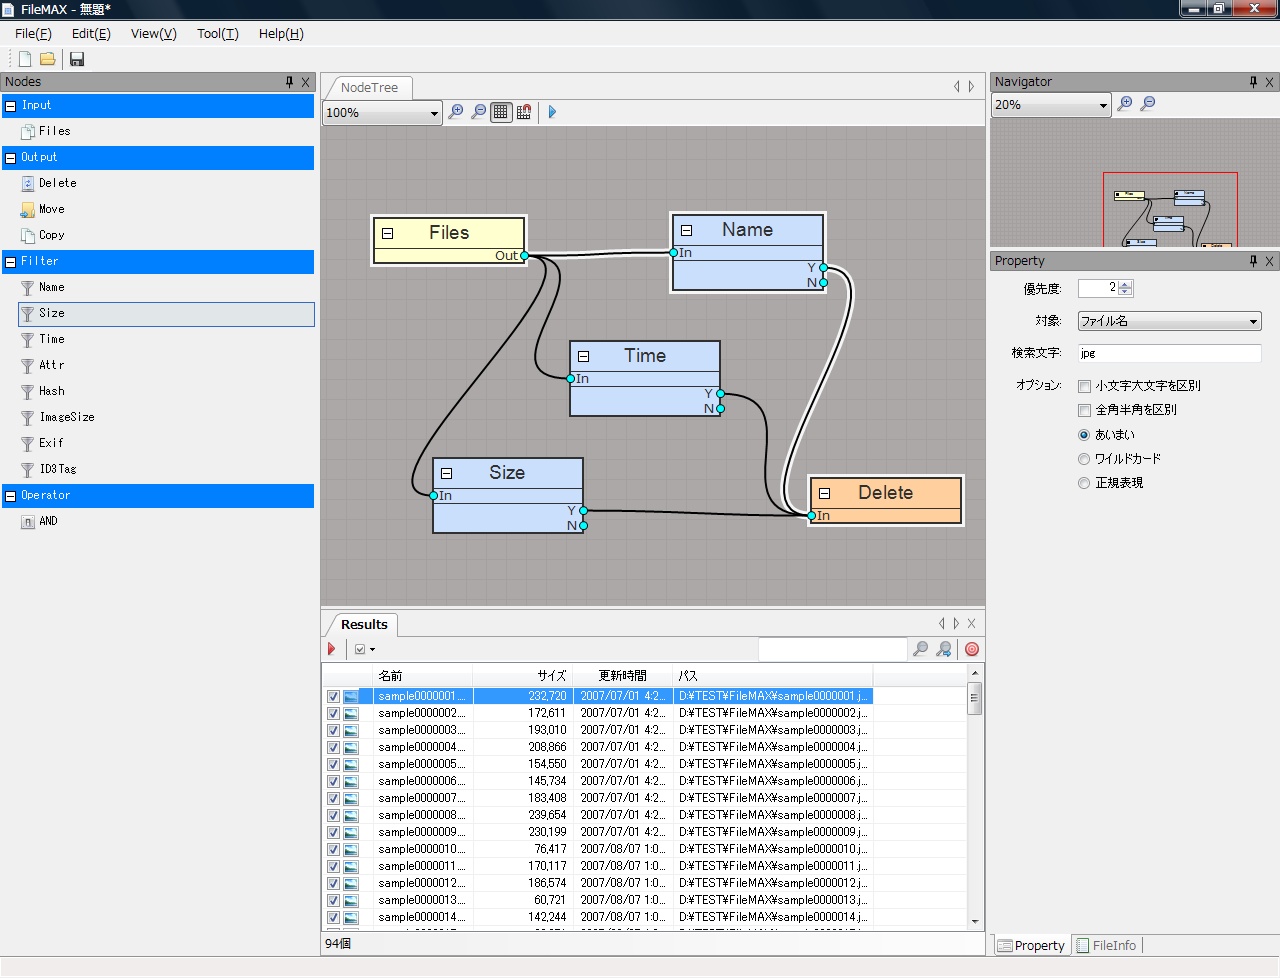 FileMAX - 無題*
File(F) Edit(E) View(V) Tool(T) Help(H)
Nodes
Input
Files
Output
Delete
Move
Copy
Filter
Name
Size
Time
Attr
Hash
ImageSize
Exif
ID3Tag
Operator
AND
NodeTree
100%
Files
Out
Name
In
Y
N
Time
In
Y
N
Size
In
Y
N
Delete
In
Results
名前 サイズ 更新時間 パス
sample0000001.... 232,720 2007/07/01 4:2... D:¥TEST¥FileMAX¥sample0000001.j...
sample0000002.... 172,611 2007/07/01 4:2... D:¥TEST¥FileMAX¥sample0000002.j...
sample0000003.... 193,010 2007/07/01 4:2... D:¥TEST¥FileMAX¥sample0000003.j...
sample0000004.... 208,866 2007/07/01 4:2... D:¥TEST¥FileMAX¥sample0000004.j...
sample0000005.... 154,550 2007/07/01 4:2... D:¥TEST¥FileMAX¥sample0000005.j...
sample0000006.... 145,734 2007/07/01 4:2... D:¥TEST¥FileMAX¥sample0000006.j...
sample0000007.... 183,408 2007/07/01 4:2... D:¥TEST¥FileMAX¥sample0000007.j...
sample0000008.... 239,654 2007/07/01 4:2... D:¥TEST¥FileMAX¥sample0000008.j...
sample0000009.... 230,199 2007/07/01 4:2... D:¥TEST¥FileMAX¥sample0000009.j...
sample0000010.... 76,417 2007/08/07 1:0... D:¥TEST¥FileMAX¥sample0000010.j...
sample0000011.... 170,117 2007/08/07 1:0... D:¥TEST¥FileMAX¥sample0000011.j...
sample0000012.... 186,574 2007/08/07 1:0... D:¥TEST¥FileMAX¥sample0000012.j...
sample0000013.... 60,721 2007/08/07 1:0... D:¥TEST¥FileMAX¥sample0000013.j...
sample0000014.... 142,244 2007/08/07 1:0... D:¥TEST¥FileMAX¥sample0000014.j...
94個
Navigator
20%
Files
Name
Time
Size
Delete
Property
優先度: 2
対象: ファイル名
検索文字: jpg
オプション: 小文字大文字を区別
全角半角を区別
あいまい
ワイルドカード
正規表現
Property FileInfo